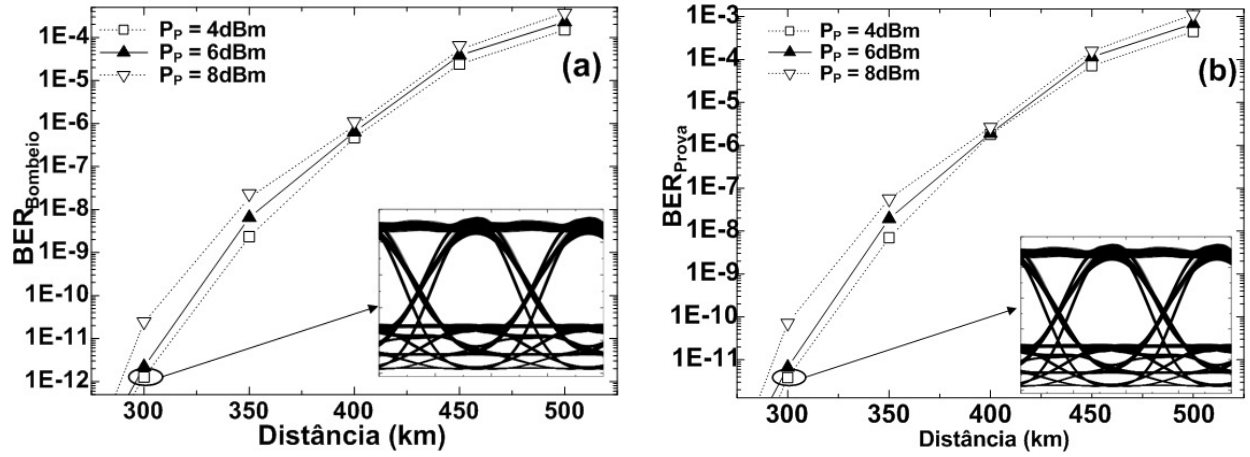 P_P = 4dBm
P_P = 6dBm
P_P = 8dBm
(a)
1E-4
1E-5
1E-6
1E-7
1E-8
1E-9
1E-10
1E-11
1E-12
BER_Bombeio
300 350 400 450 500
Distância (km)
P_P = 4dBm
P_P = 6dBm
P_P = 8dBm
(b)
1E-3
1E-4
1E-5
1E-6
1E-7
1E-8
1E-9
1E-10
1E-11
BER_Prova
300 350 400 450 500
Distância (km)